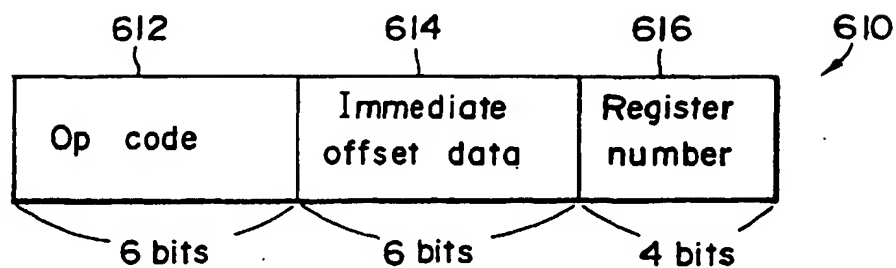 612 614 616 610
Op code
Immediate offset data
Register number
6 bits 6 bits 4 bits